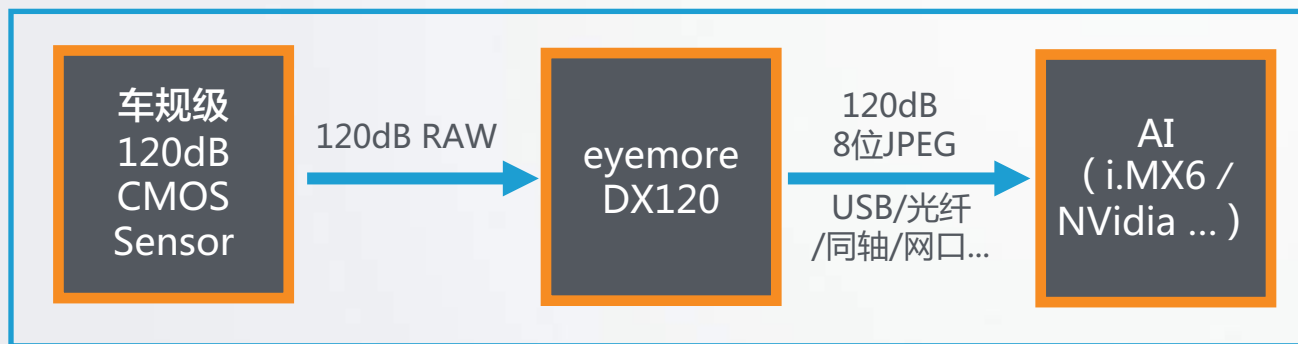 车规级
120dB
CMOS
Sensor
120dB RAW
eyemore
DX120
120dB
8位JPEG
USB/光纤
/同轴/网口...
AI
（i.MX6 /
NVidia ...）